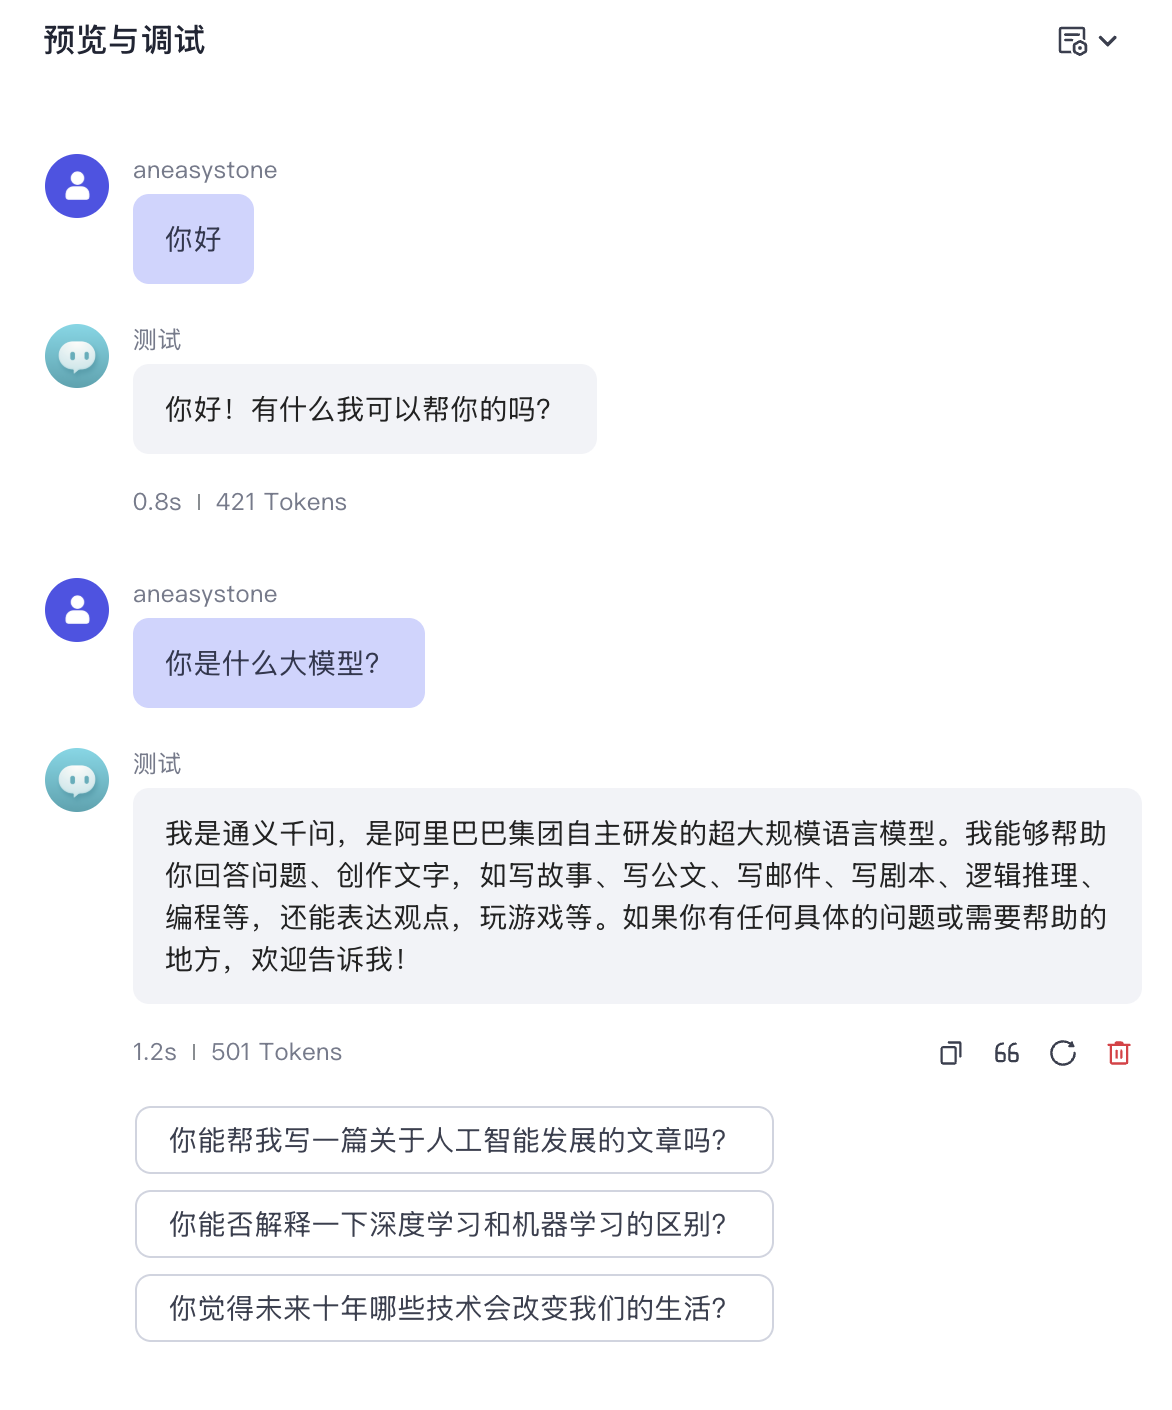 预览与调试
aneasystone
你好
测试
你好！有什么我可以帮你的吗？
0.8s | 421 Tokens
aneasystone
你是什么大模型？
测试
我是通义千问，是阿里巴巴集团自主研发的超大规模语言模型。我能够帮助
你回答问题、创作文字，如写故事、写公文、写邮件、写剧本、逻辑推理、
编程等，还能表达观点，玩游戏等。如果你有任何具体的问题或需要帮助的
地方，欢迎告诉我！
1.2s | 501 Tokens
你能帮我写一篇关于人工智能发展的文章吗？
你能否解释一下深度学习和机器学习的区别？
你觉得未来十年哪些技术会改变我们的生活？